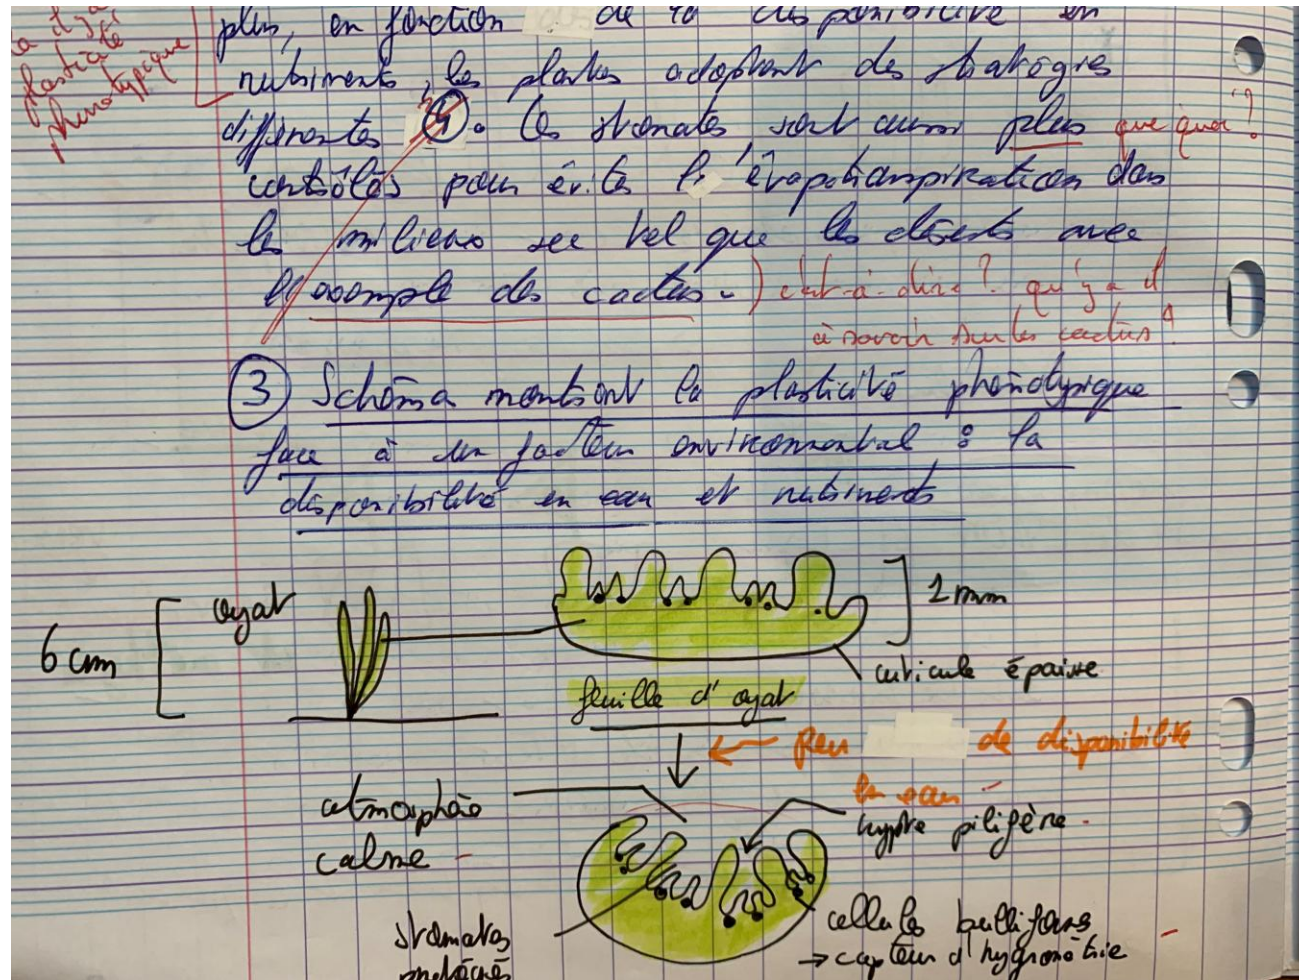 plus, en fonction de la disponibilité en
nutriments, les plantes adoptent des stratégies
plasticité
phénotypique
différentes 4. Les stomates sont aussi plus que quoi ?
contrôlés pour éviter l'évapotranspiration dans
les milieux sec tel que les déserts avec
l'exemple des cactus. ) c'est-à-dire ? qu'y a il
à savoir sur les cactus ?
3 Schéma montrant la plasticité phénotypique
face à un facteur environnemental : la
disponibilité en eau et nutriments
oyat
6 cm
1 mm
cuticule épaisse
feuille d'oyat
peu de disponibilité
en eau
atmosphère
calme
crypte pilifère
stomates
cellules bulliformes
→ capteur d'hygrométrie